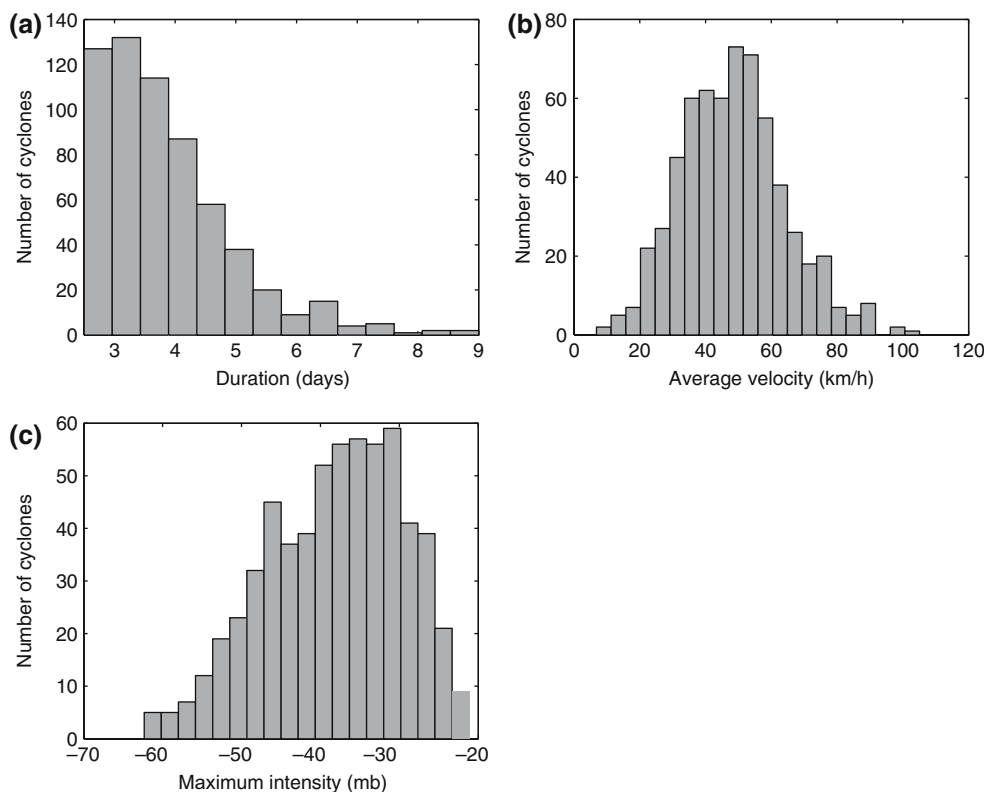 (a)
140
120
100
80
60
40
20
0
Number of cyclones
3 4 5 6 7 8 9
Duration (days)
(b)
80
60
40
20
0
Number of cyclones
0 20 40 60 80 100 120
Average velocity (km/h)
(c)
60
50
40
30
20
10
0
Number of cyclones
−70 −60 −50 −40 −30 −20
Maximum intensity (mb)